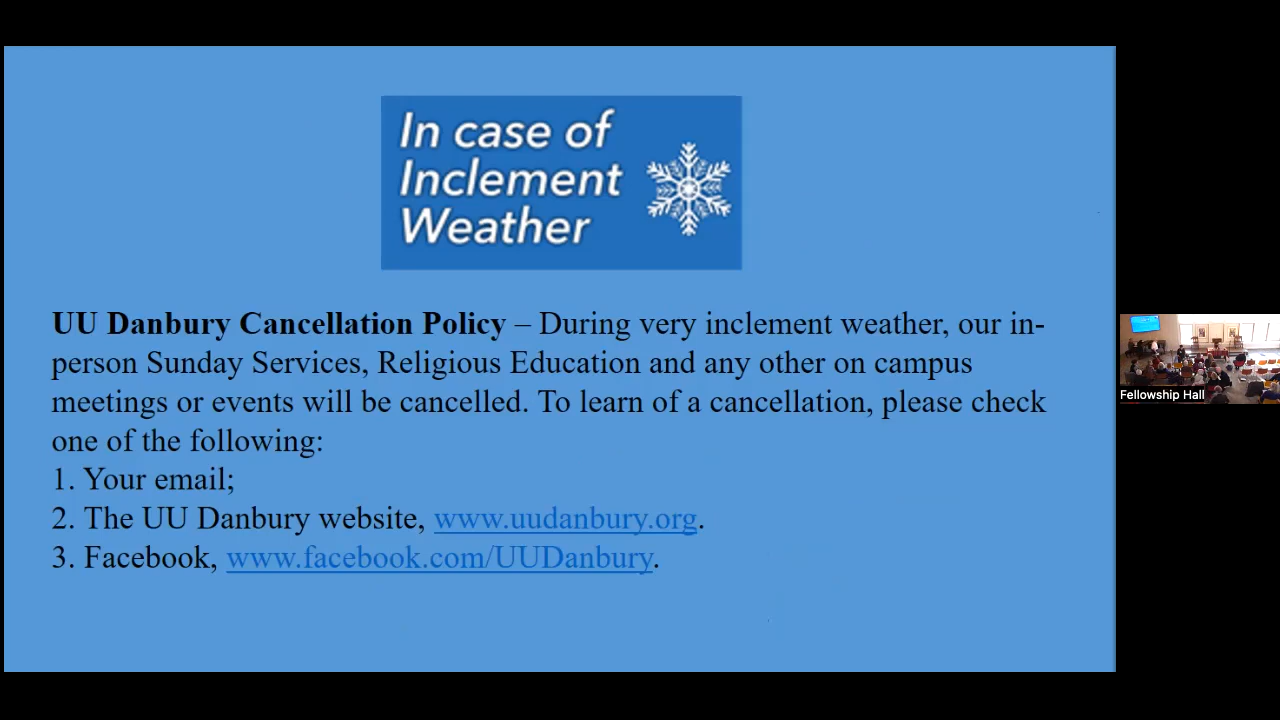 In case of
Inclement
Weather
UU Danbury Cancellation Policy – During very inclement weather, our in-
person Sunday Services, Religious Education and any other on campus
meetings or events will be cancelled. To learn of a cancellation, please check
one of the following:
1. Your email;
2. The UU Danbury website, www.uudanbury.org.
3. Facebook, www.facebook.com/UUDanbury.
Fellowship Hall